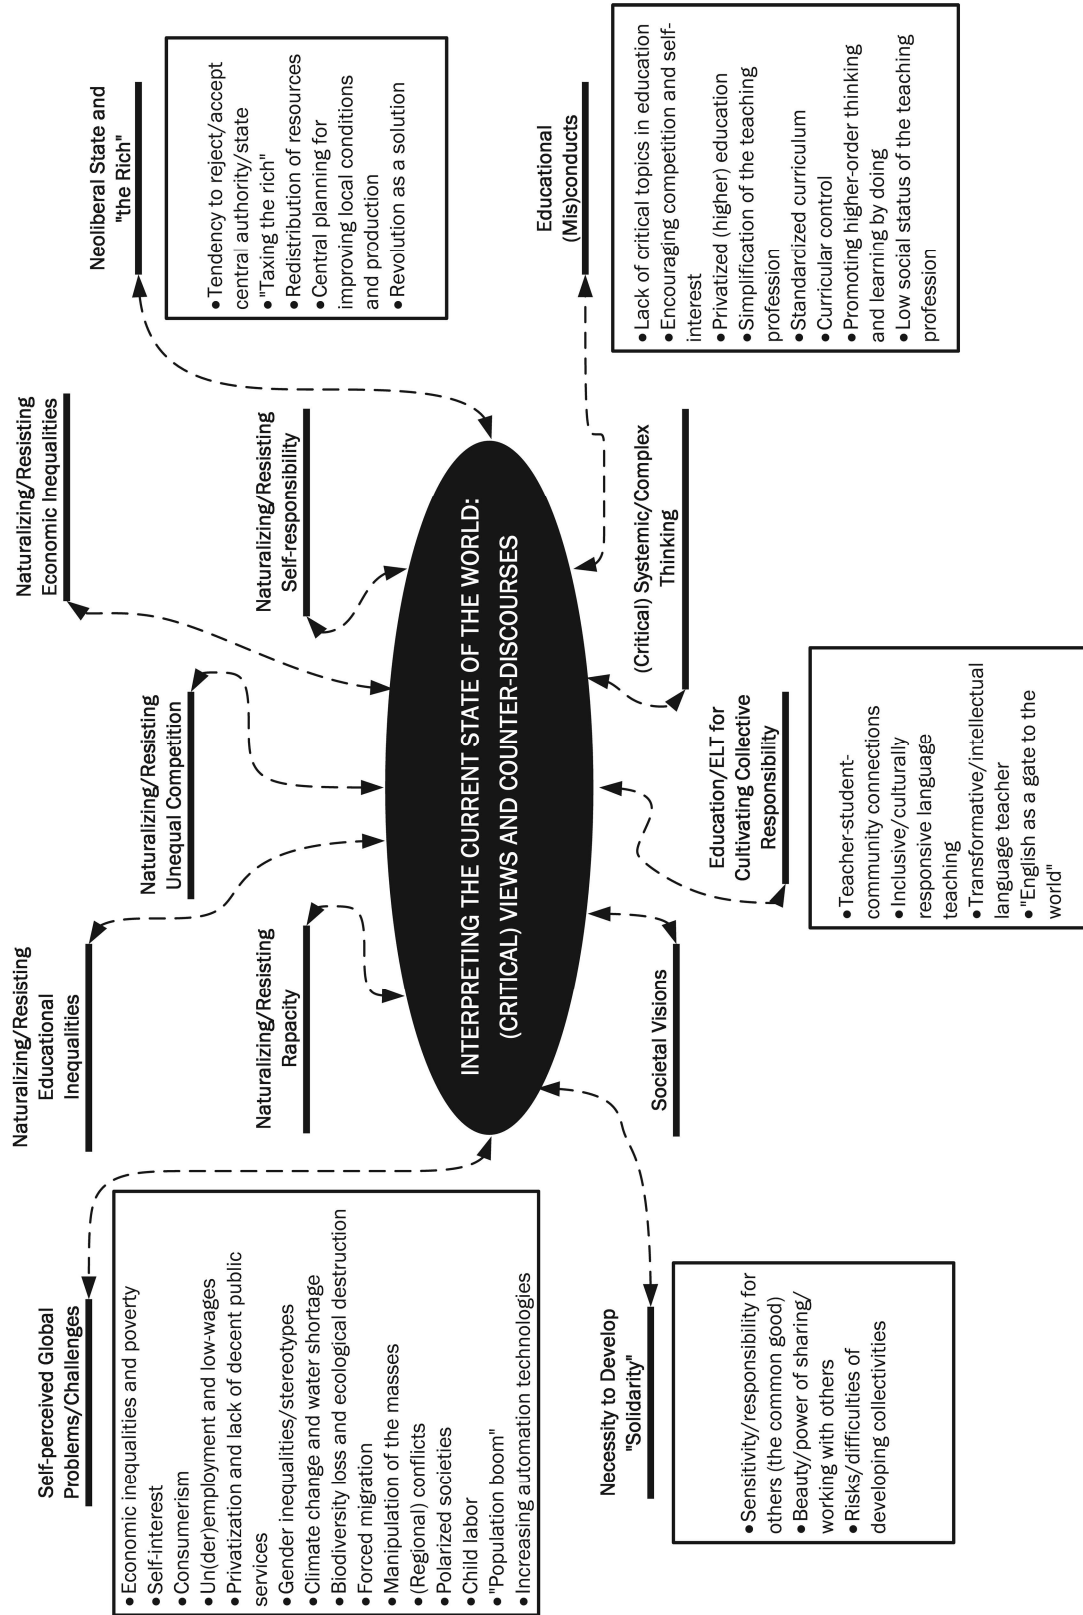 Self-perceived Global
Problems/Challenges
• Economic inequalities and poverty
• Self-interest
• Consumerism
• Un(der)employment and low-wages
• Privatization and lack of decent public
services
• Gender inequalities/stereotypes
• Climate change and water shortage
• Biodiversity loss and ecological destruction
• Forced migration
• Manipulation of the masses
• (Regional) conflicts
• Polarized societies
• Child labor
• "Population boom"
• Increasing automation technologies
Naturalizing/Resisting
Educational
Inequalities
Naturalizing/Resisting
Unequal Competition
Naturalizing/Resisting
Economic Inequalities
Neoliberal State and
"the Rich"
• Tendency to reject/accept
central authority/state
• "Taxing the rich"
• Redistribution of resources
• Central planning for
improving local conditions
and production
• Revolution as a solution
Naturalizing/Resisting
Rapacity
Naturalizing/Resisting
Self-responsibility
INTERPRETING THE CURRENT STATE OF THE WORLD:
(CRITICAL) VIEWS AND COUNTER-DISCOURSES
Necessity to Develop
"Solidarity"
• Sensitivity/responsibility for
others (the common good)
• Beauty/power of sharing/
working with others
• Risks/difficulties of
developing collectivities
Societal Visions
Education/ELT for
Cultivating Collective
Responsibility
• Teacher-student-
community connections
• Inclusive/culturally
responsive language
teaching
• Transformative/intellectual
language teacher
• "English as a gate to the
world"
(Critical) Systemic/Complex
Thinking
Educational
(Mis)conducts
• Lack of critical topics in education
• Encouraging competition and self-
interest
• Privatized (higher) education
• Simplification of the teaching
profession
• Standardized curriculum
• Curricular control
• Promoting higher-order thinking
and learning by doing
• Low social status of the teaching
profession